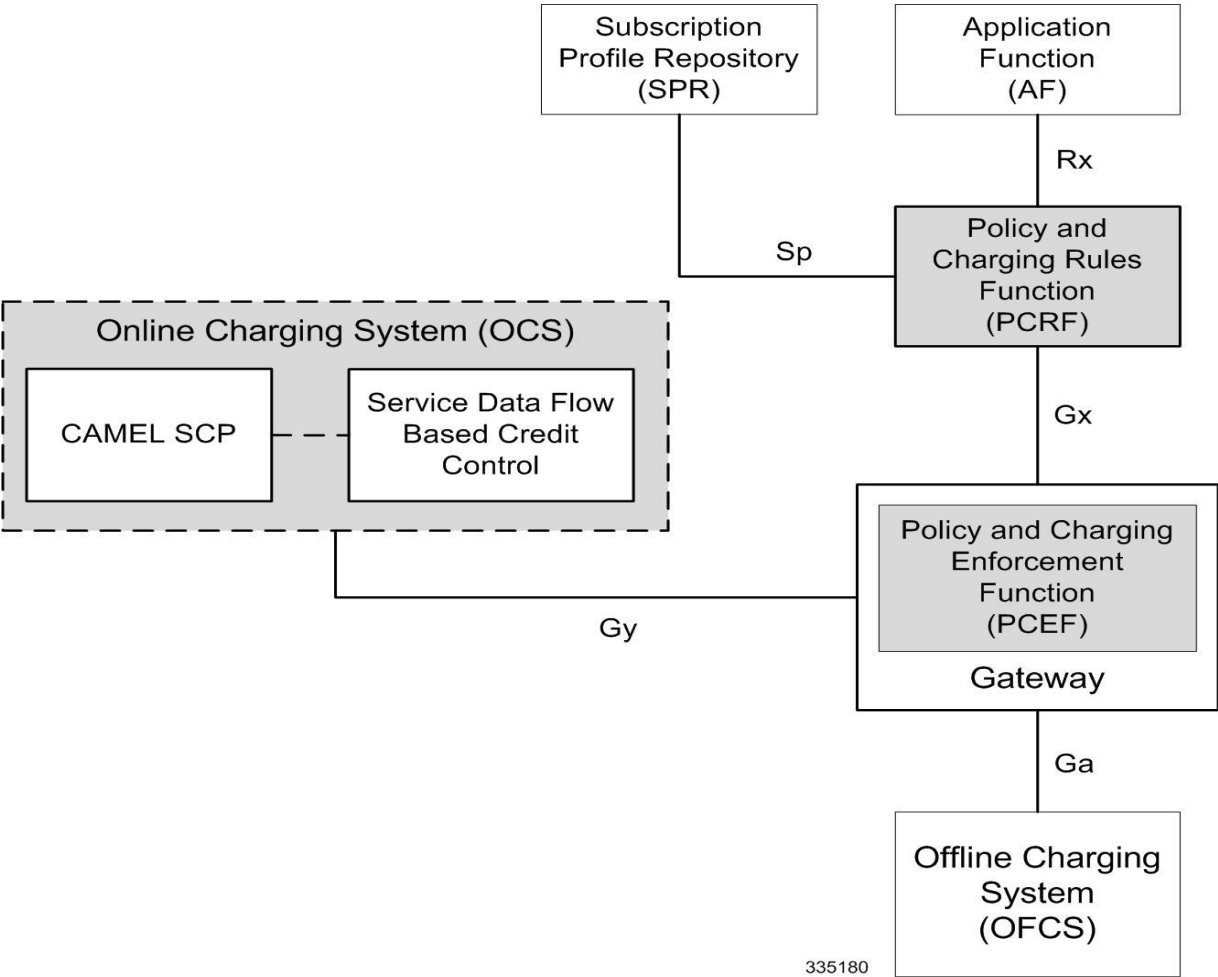 Subscription
Profile Repository
(SPR)
Application
Function
(AF)
Rx
Policy and
Charging Rules
Function
(PCRF)
Sp
Online Charging System (OCS)
CAMEL SCP
Service Data Flow
Based Credit
Control
Gx
Policy and Charging
Enforcement
Function
(PCEF)
Gateway
Gy
Ga
Offline Charging
System
(OFCS)
335180